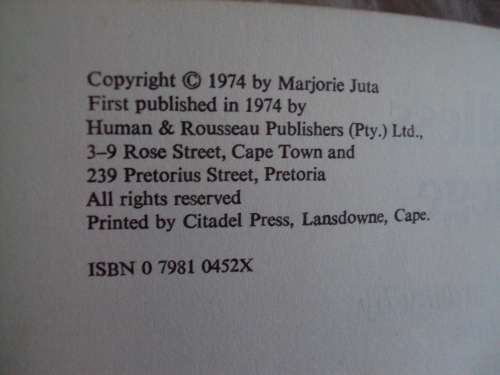 Copyright © 1974 by Marjorie Juta
First published in 1974 by
Human & Rousseau Publishers (Pty.) Ltd.,
3–9 Rose Street, Cape Town and
239 Pretorius Street, Pretoria
All rights reserved
Printed by Citadel Press, Lansdowne, Cape.
ISBN 0 7981 0452X